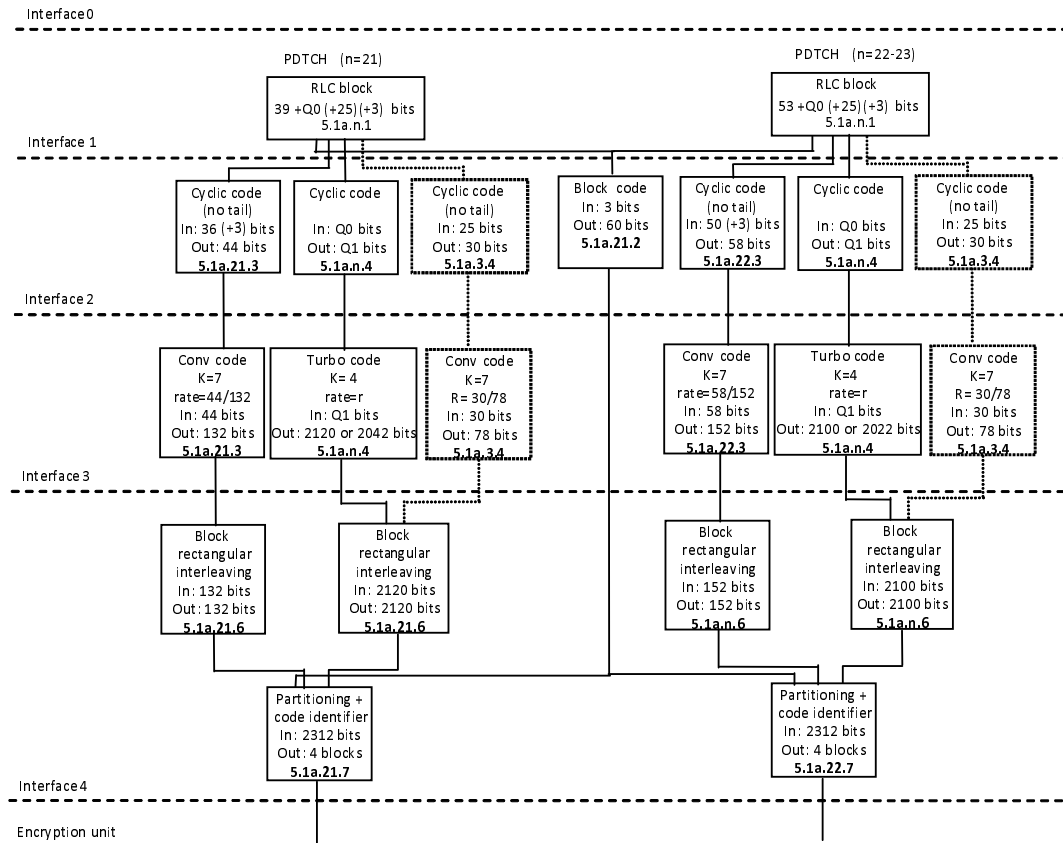 Interface 0
PDTCH (n=21)
PDTCH (n=22-23)
RLC block
39 +Q0 (+25)(+3) bits
5.1a.n.1
RLC block
53 +Q0 (+25)(+3) bits
5.1a.n.1
Interface 1
Cyclic code
(no tail)
In: 36 (+3) bits
Out: 44 bits
5.1a.21.3
Cyclic code
In: Q0 bits
Out: Q1 bits
5.1a.n.4
Cyclic code
(no tail)
In: 25 bits
Out: 30 bits
5.1a.3.4
Block code
In: 3 bits
Out: 60 bits
5.1a.21.2
Cyclic code
(no tail)
In: 50 (+3) bits
Out: 58 bits
5.1a.22.3
Cyclic code
In: Q0 bits
Out: Q1 bits
5.1a.n.4
Cyclic code
(no tail)
In: 25 bits
Out: 30 bits
5.1a.3.4
Interface 2
Conv code
K=7
rate=44/132
In: 44 bits
Out: 132 bits
5.1a.21.3
Turbo code
K= 4
rate=r
In: Q1 bits
Out: 2120 or 2042 bits
5.1a.n.4
Conv code
K=7
R= 30/78
In: 30 bits
Out: 78 bits
5.1a.3.4
Conv code
K=7
rate=58/152
In: 58 bits
Out: 152 bits
5.1a.22.3
Turbo code
K=4
rate=r
In: Q1 bits
Out: 2100 or 2022 bits
5.1a.n.4
Conv code
K=7
R= 30/78
In: 30 bits
Out: 78 bits
5.1a.3.4
Interface 3
Block
rectangular
interleaving
In: 132 bits
Out: 132 bits
5.1a.21.6
Block
rectangular
interleaving
In: 2120 bits
Out: 2120 bits
5.1a.21.6
Block
rectangular
interleaving
In: 152 bits
Out: 152 bits
5.1a.n.6
Block
rectangular
interleaving
In: 2100 bits
Out: 2100 bits
5.1a.n.6
Partitioning +
code identifier
In: 2312 bits
Out: 4 blocks
5.1a.21.7
Partitioning +
code identifier
In: 2312 bits
Out: 4 blocks
5.1a.22.7
Interface 4
Encryption unit